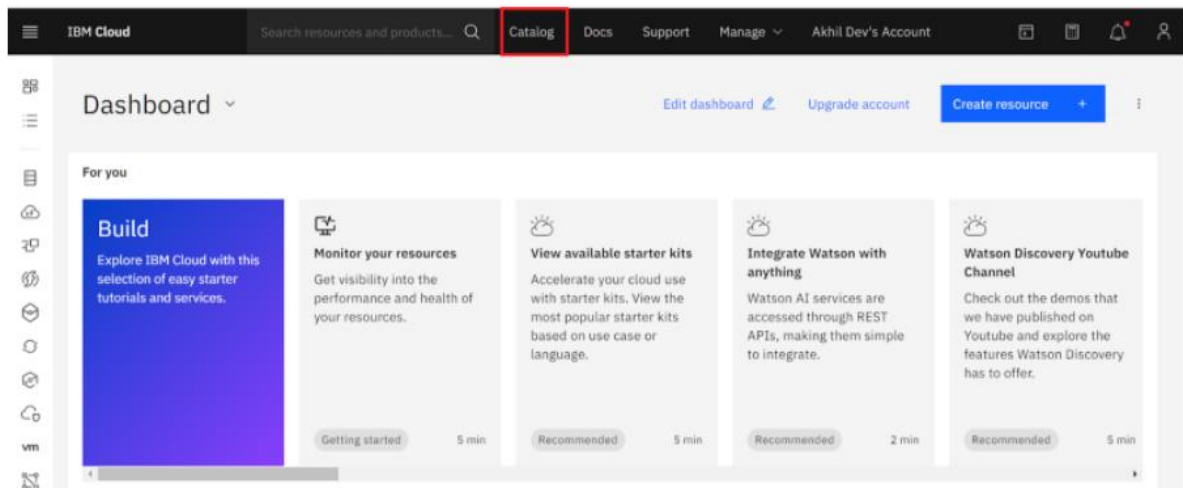 IBM Cloud
Search resources and products...
Catalog
Docs
Support
Manage
Akhil Dev's Account
Dashboard
Edit dashboard
Upgrade account
Create resource +
For you
Build
Explore IBM Cloud with this
selection of easy starter
tutorials and services.
Monitor your resources
Get visibility into the
performance and health of
your resources.
Getting started
5 min
View available starter kits
Accelerate your cloud use
with starter kits. View the
most popular starter kits
based on use case or
language.
Recommended
5 min
Integrate Watson with
anything
Watson AI services are
accessed through REST
APIs, making them simple
to integrate.
Recommended
2 min
Watson Discovery Youtube
Channel
Check out the demos that
we have published on
Youtube and explore the
features Watson Discovery
has to offer.
Recommended
5 min
vm